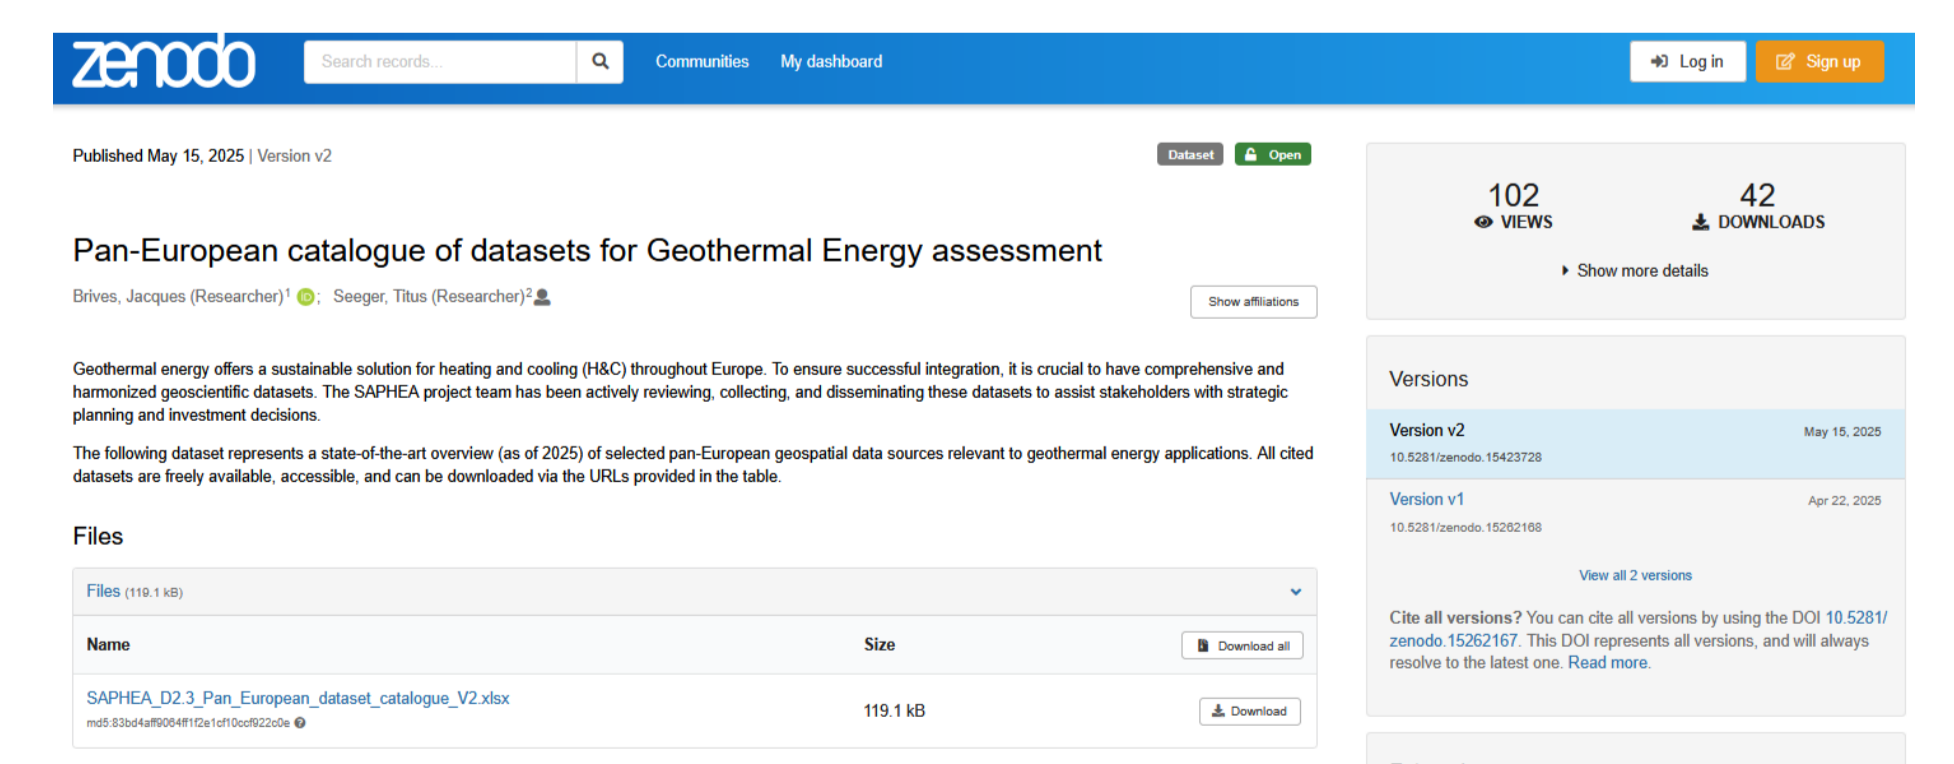 zenodo
Search records...
Communities
My dashboard
Log in
Sign up
Published May 15, 2025 | Version v2
Dataset
Open
Pan-European catalogue of datasets for Geothermal Energy assessment
Brives, Jacques (Researcher)1 iD; Seeger, Titus (Researcher)2
Show affiliations
Geothermal energy offers a sustainable solution for heating and cooling (H&C) throughout Europe. To ensure successful integration, it is crucial to have comprehensive and
harmonized geoscientific datasets. The SAPHEA project team has been actively reviewing, collecting, and disseminating these datasets to assist stakeholders with strategic
planning and investment decisions.
The following dataset represents a state-of-the-art overview (as of 2025) of selected pan-European geospatial data sources relevant to geothermal energy applications. All cited
datasets are freely available, accessible, and can be downloaded via the URLs provided in the table.
Files
Files (119.1 kB)
Name Size Download all
SAPHEA_D2.3_Pan_European_dataset_catalogue_V2.xlsx
119.1 kB
Download
102
VIEWS
42
DOWNLOADS
Show more details
Versions
Version v2 May 15, 2025
10.5281/zenodo.15423728
Version v1 Apr 22, 2025
10.5281/zenodo.15262168
View all 2 versions
Cite all versions? You can cite all versions by using the DOI 10.5281/
zenodo.15262167. This DOI represents all versions, and will always
resolve to the latest one. Read more.